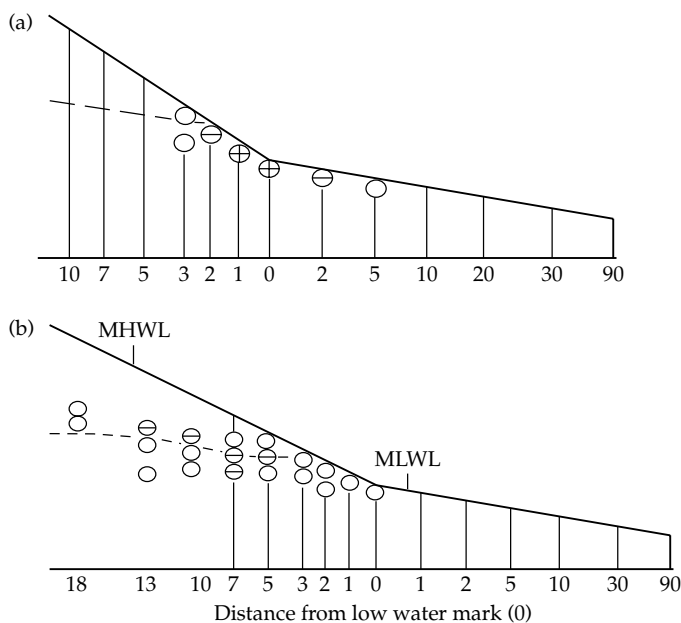 (a)
10 7 5 3 2 1 0 2 5 10 20 30 90
(b)
MHWL
MLWL
18 13 10 7 5 3 2 1 0 1 2 5 10 30 90
Distance from low water mark (0)